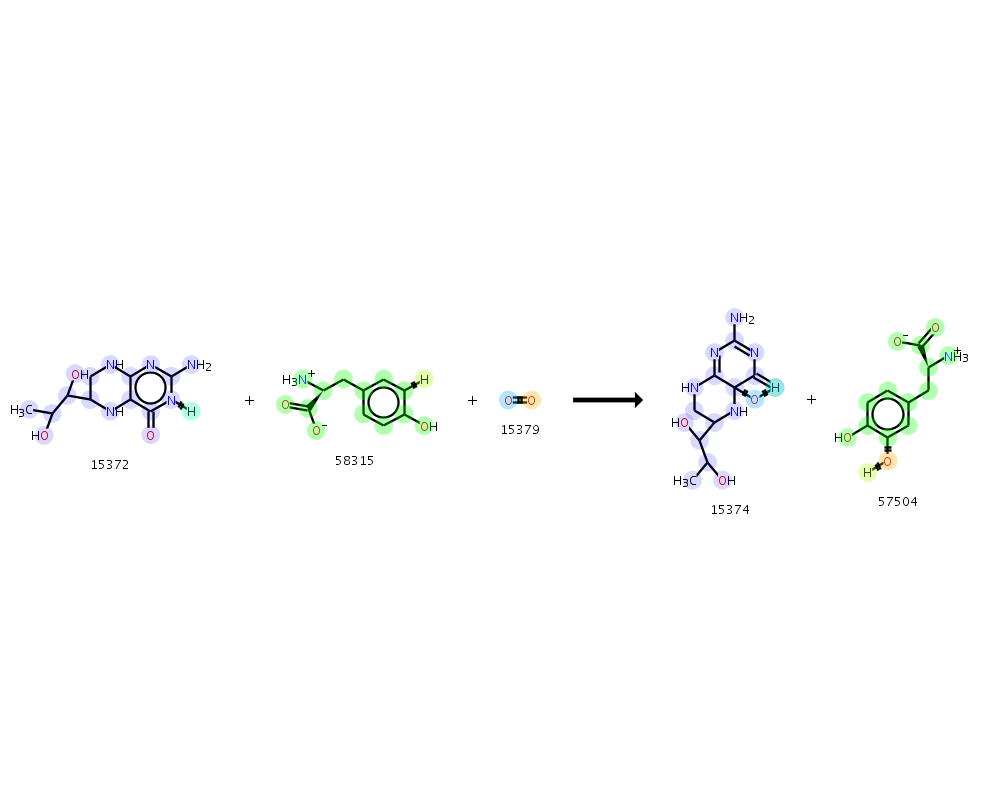 OH NH N NH2
H3C NH N H
HO O
15372
+
H3N+ H
O O- OH
58315
+
O O
15379
NH2
N N
HN O H
HO NH
H3C OH
15374
+
O- O
NH3+
HO O
H
57504